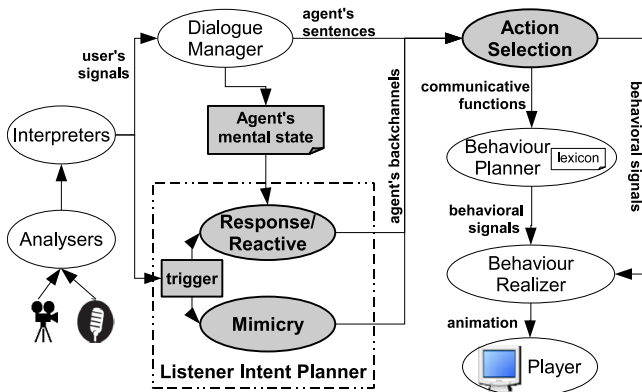 agent's
sentences
Dialogue
Manager
Action
Selection
user's
signals
communicative
functions
Agent's
mental state
Interpreters
agent's backchannels
behavioral signals
Behaviour
Planner
lexicon
Response/
Reactive
Analysers
behavioral
signals
trigger
Behaviour
Realizer
Mimicry
animation
Listener Intent Planner
Player